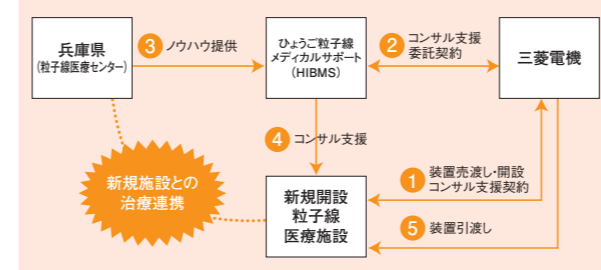 兵庫県
(粒子線医療センター)
3 ノウハウ提供
ひょうご粒子線
メディカルサポート
(HIBMS)
2 コンサル支援
委託契約
三菱電機
4 コンサル支援
新規施設との
治療連携
新規開設
粒子線
医療施設
1 装置売渡し・開設
コンサル支援契約
5 装置引渡し